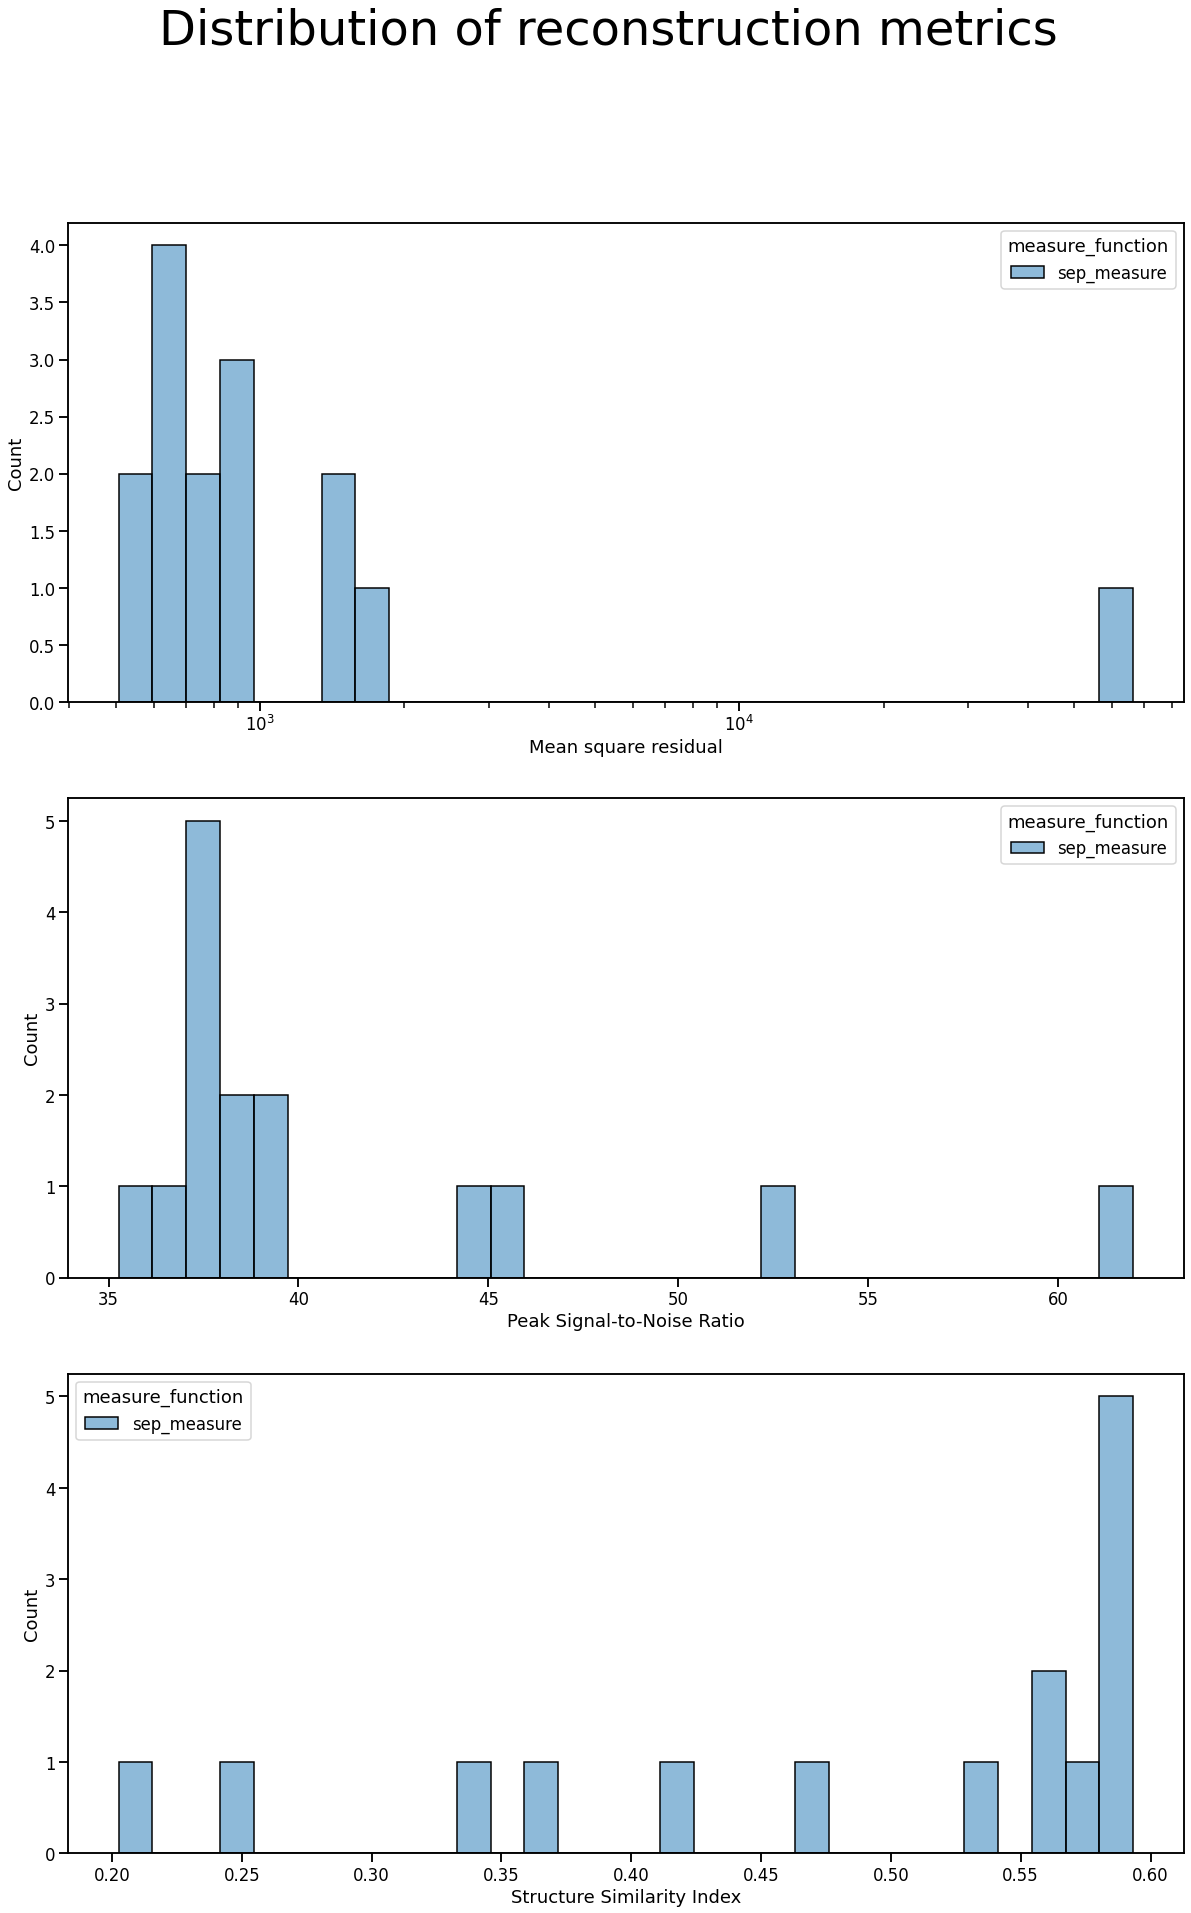 Distribution of reconstruction metrics
measure_function
sep_measure
4.0
3.5
3.0
2.5
2.0
1.5
1.0
0.5
0.0
Count
10³ 10⁴
Mean square residual
measure_function
sep_measure
5
4
3
2
1
0
Count
35 40 45 50 55 60
Peak Signal-to-Noise Ratio
measure_function
sep_measure
5
4
3
2
1
0
Count
0.20 0.25 0.30 0.35 0.40 0.45 0.50 0.55 0.60
Structure Similarity Index